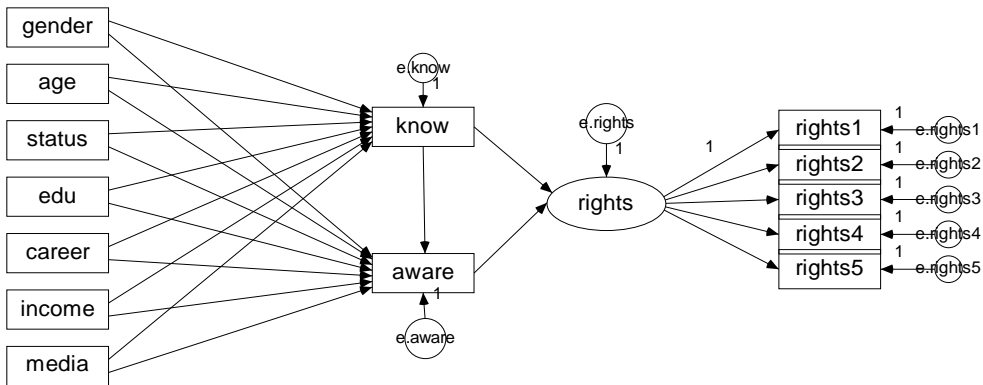 gender
age
status
edu
career
income
media
e.know
1
know
aware
1
e.aware
e.rights
1
rights
1
rights1
rights2
rights3
rights4
rights5
1
e.rights1
1
e.rights2
1
e.rights3
1
e.rights4
1
e.rights5